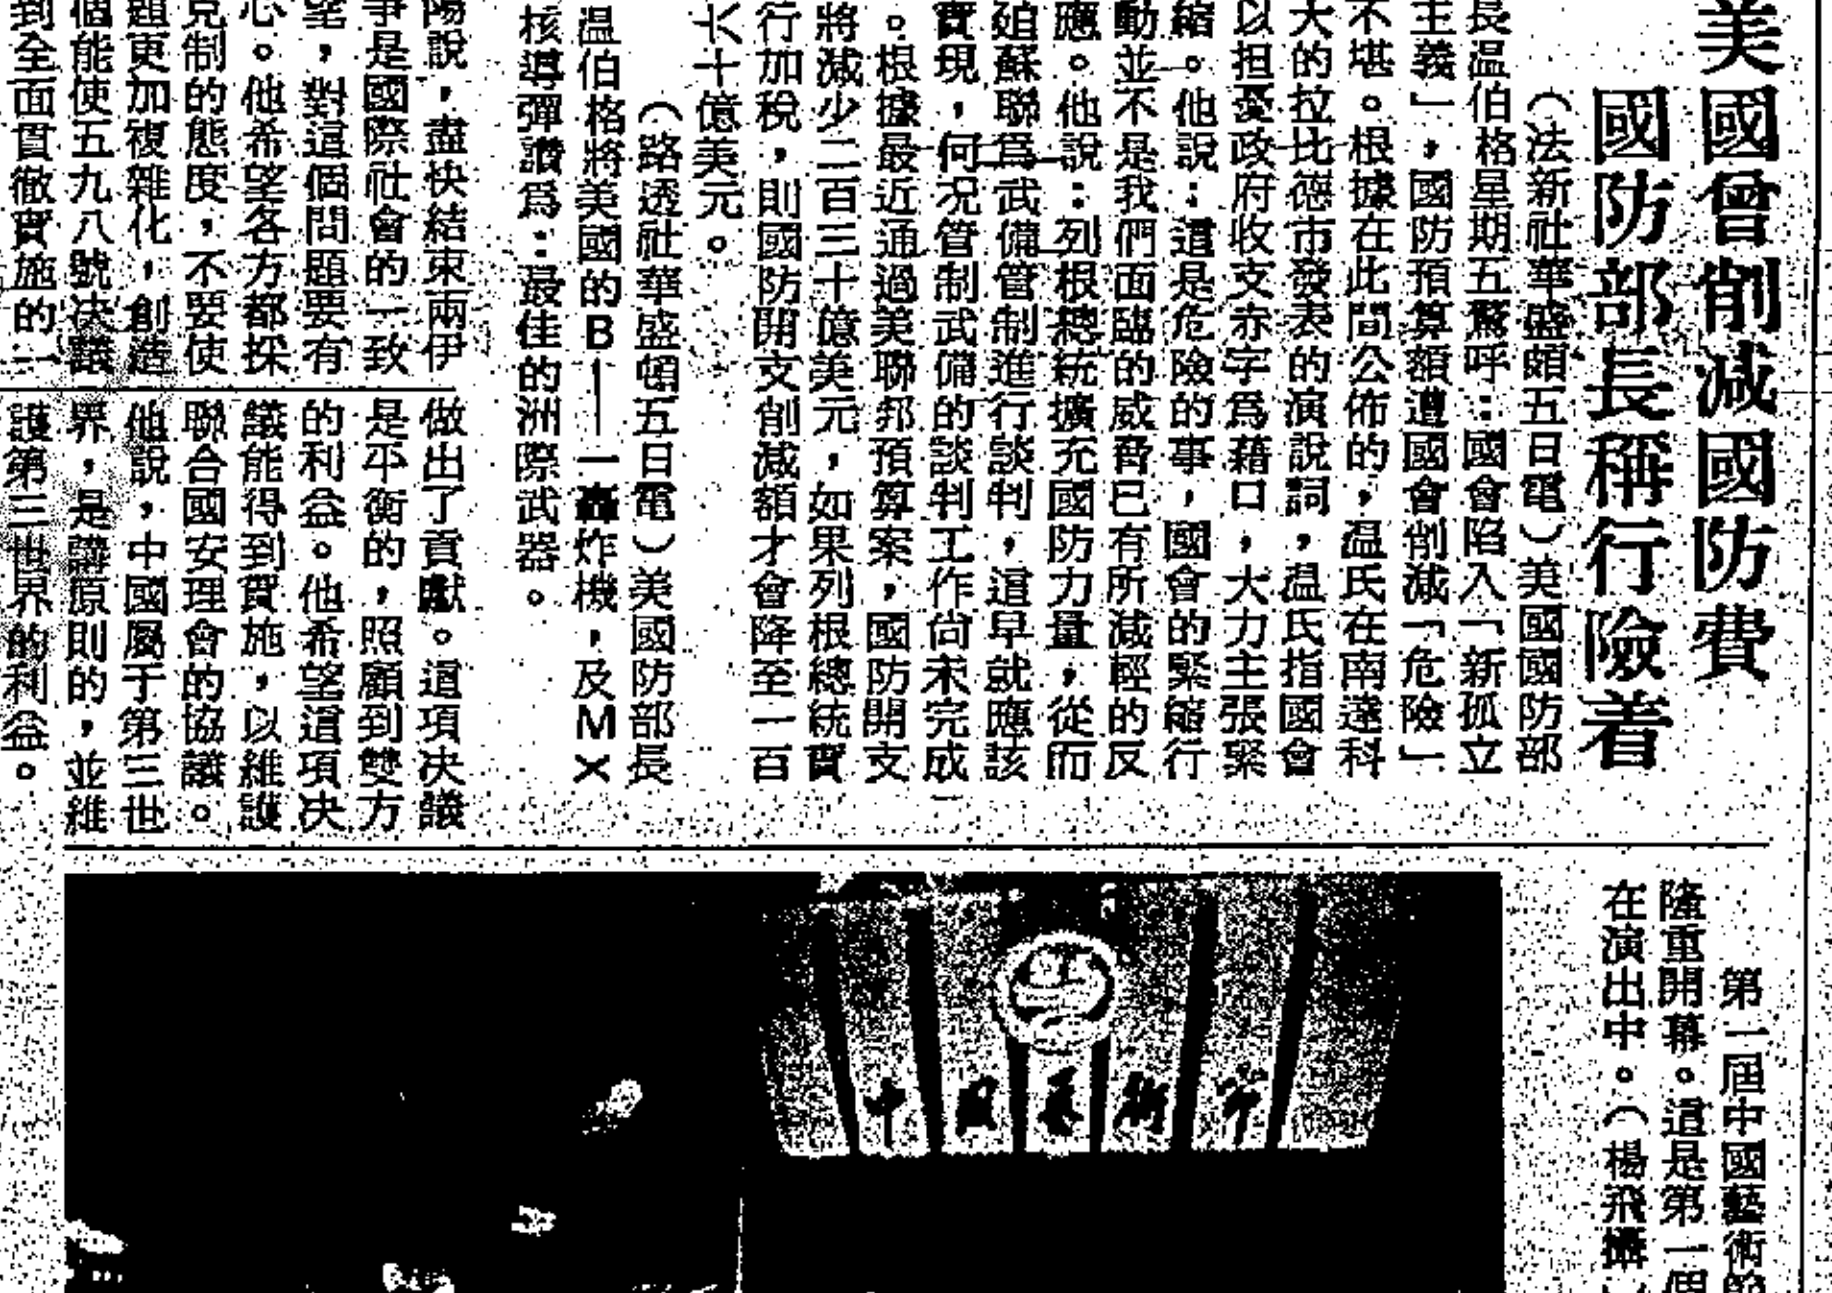 美國曾削減國防費
國防部長稱行險着
（法新社華盛頓五日電）美國國防部
長温伯格星期五驚呼：國會陷入「新孤立
主義」，國防預算額遭國會削減「危險」
不堪。根據在此間公佈的，温氏在南達科
大的拉比德市發表的演說詞，温氏指國會
以担憂政府收支赤字爲藉口，大力主張緊
縮。他說：這是危險的事，國會的緊縮行
動並不是我們面臨的威脅已有所減輕的反
應。他說：列根總統擴充國防力量，從而
蘇聯爲武備管制進行談判，這早就應該
實現，何况管制武備的談判工作尚未完成
。根據最近通過美聯邦預算案，國防開支
將減少二百三十億美元，如果列根總統實
行加稅，則國防開支削減額才會降至一百
六十億美元。
（路透社華盛頓五日電）美國防部長
温伯格將美國的B——一轟炸機，及MX
核導彈讚爲：最佳的洲際武器。
陽說，盡快結束兩伊
爭是國際社會的一致
望，對這個問題要有
心。他希望各方都採
克制的態度，不要使
題更加複雜化，創造
個能使五九八號决議
到全面貫徹實施的一
做出了貢獻。這項决議
是平衡的，照顧到雙方
的利益。他希望這項决
議能得到實施，以維護
聯合國安理會的協議。
他說，中國屬于第三世
界，是講原則的，並維
護第三世界的利益。
第一屆中國藝術節
隆重開幕。這是第一個
在演出中。（楊飛攝）
中國藝術節